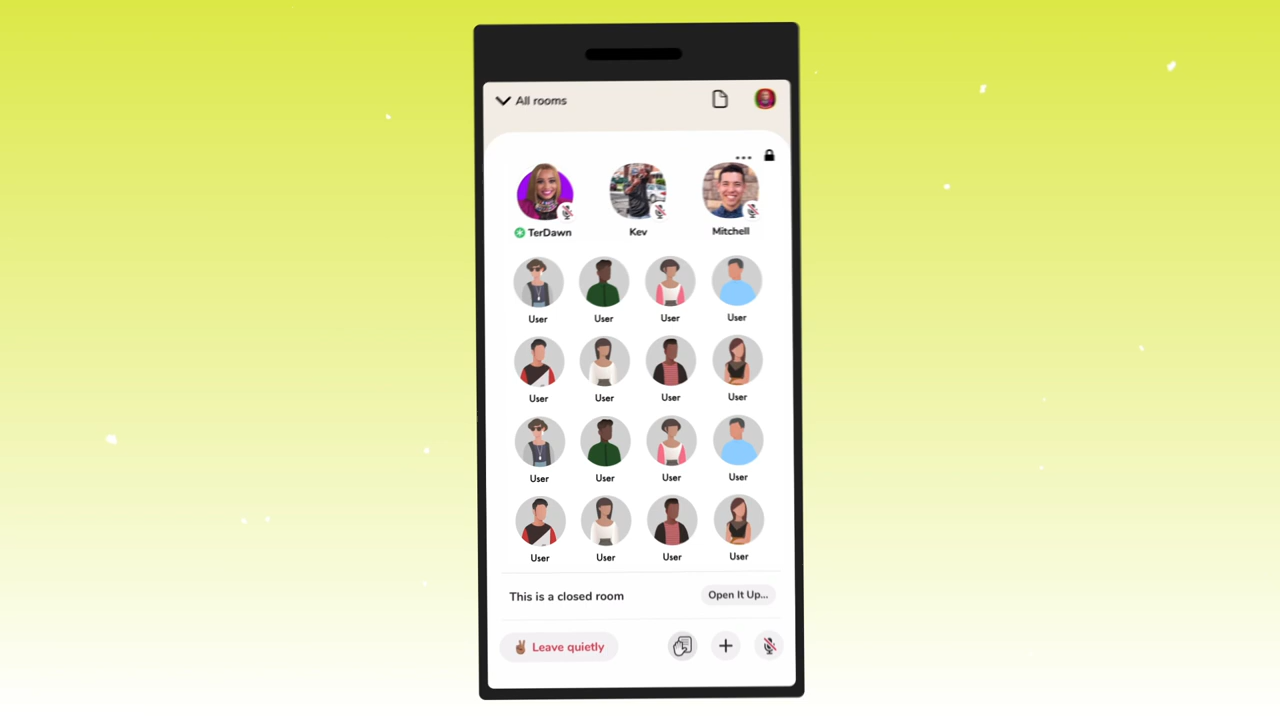 All rooms
TerDawn Kev Mitchell
User User User User
User User User User
User User User User
User User User User
This is a closed room Open It Up...
Leave quietly